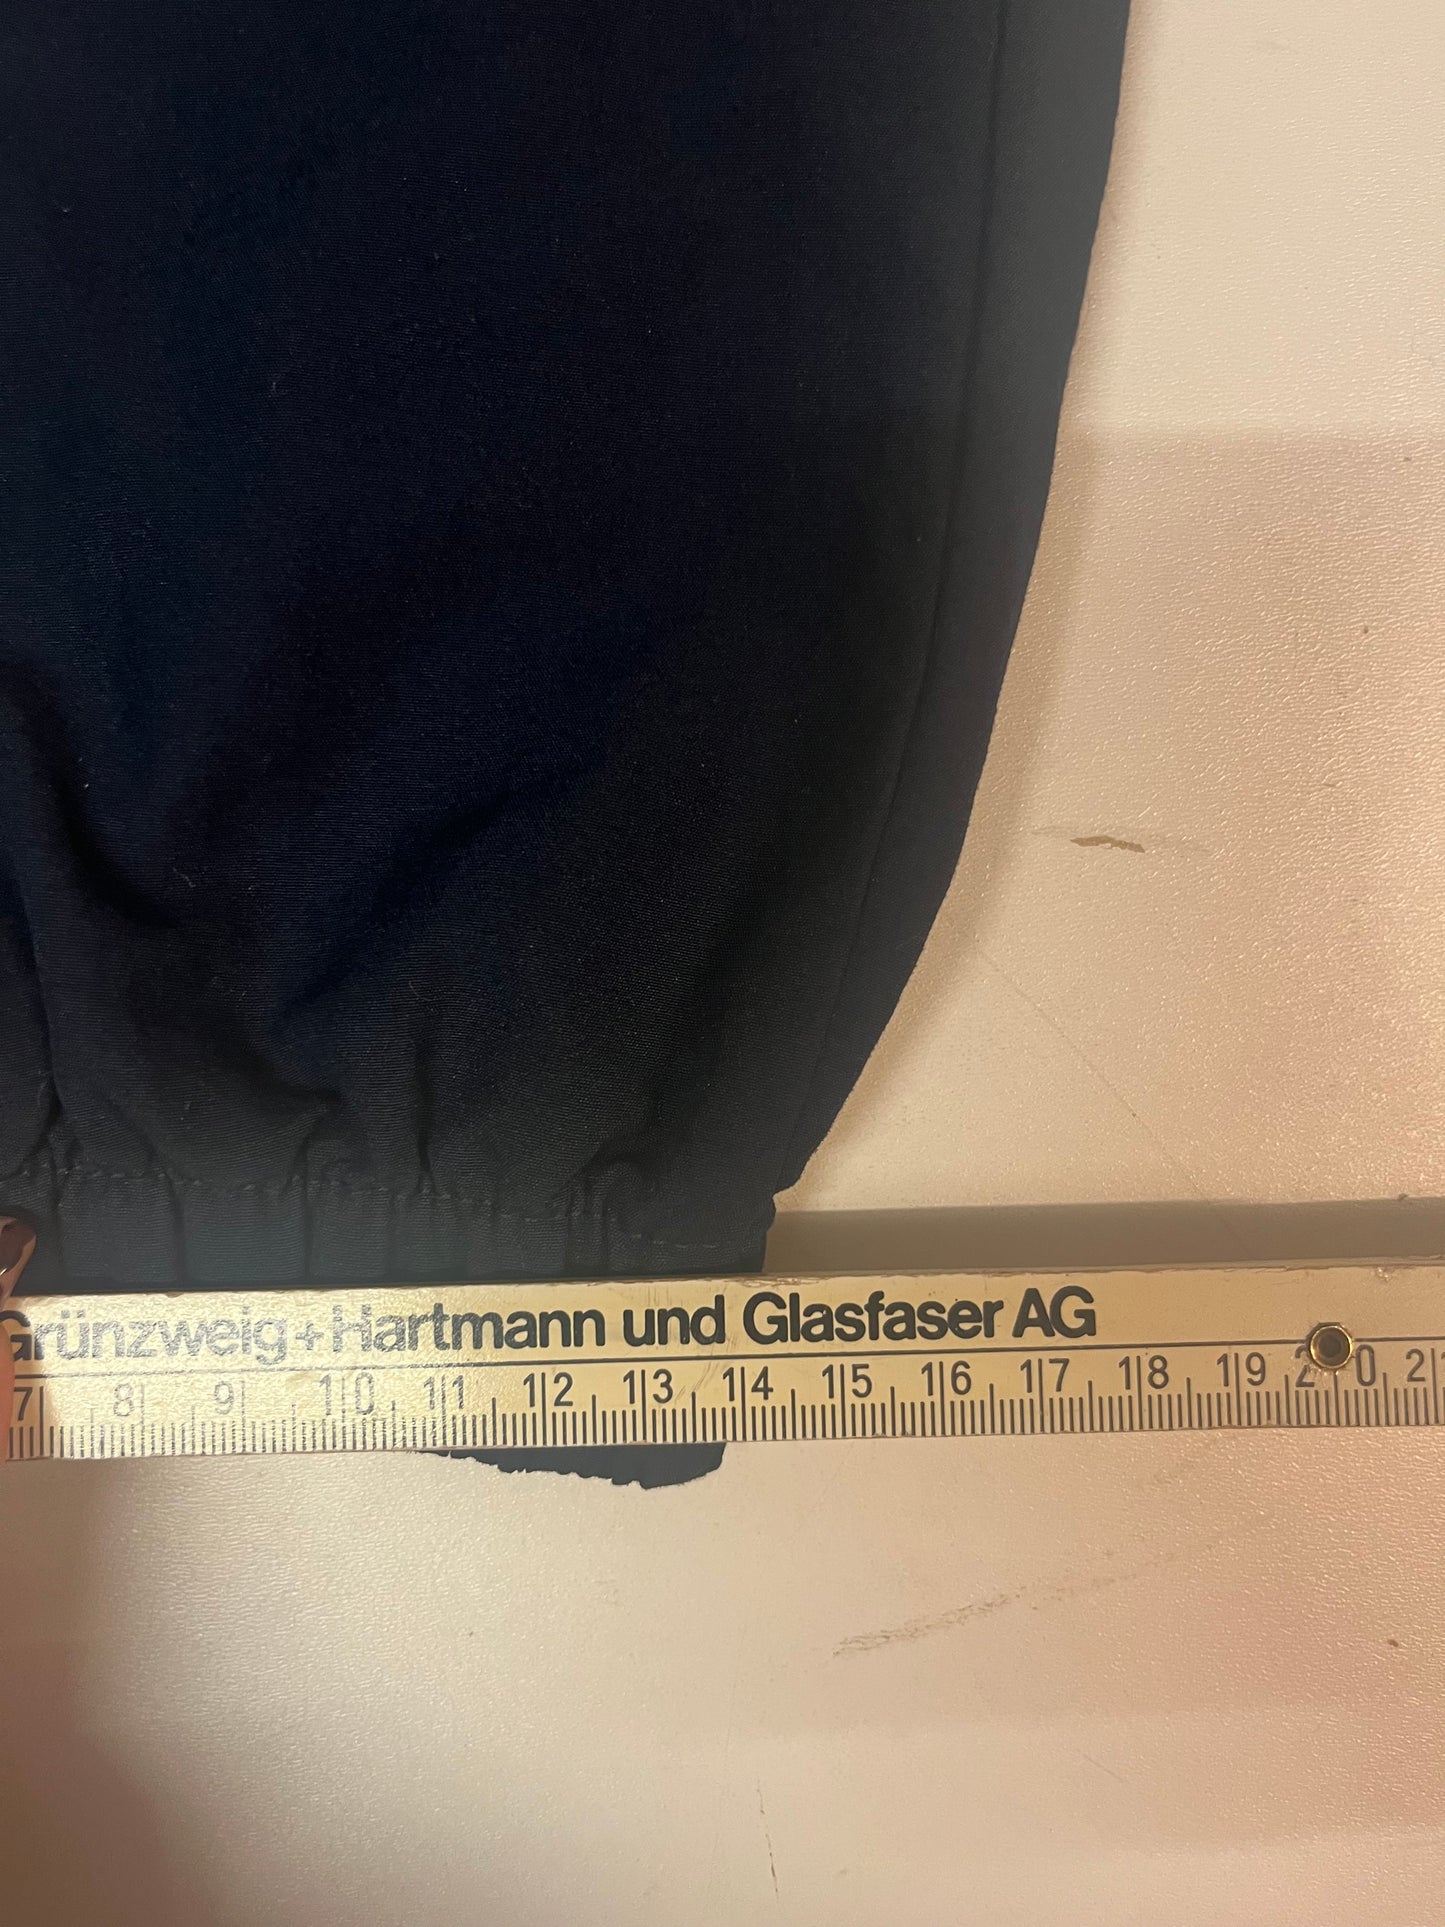 Grünzweig+Hartmann und Glasfaser AG
7 8 9 10 11 12 13 14 15 16 17 18 19 20 21